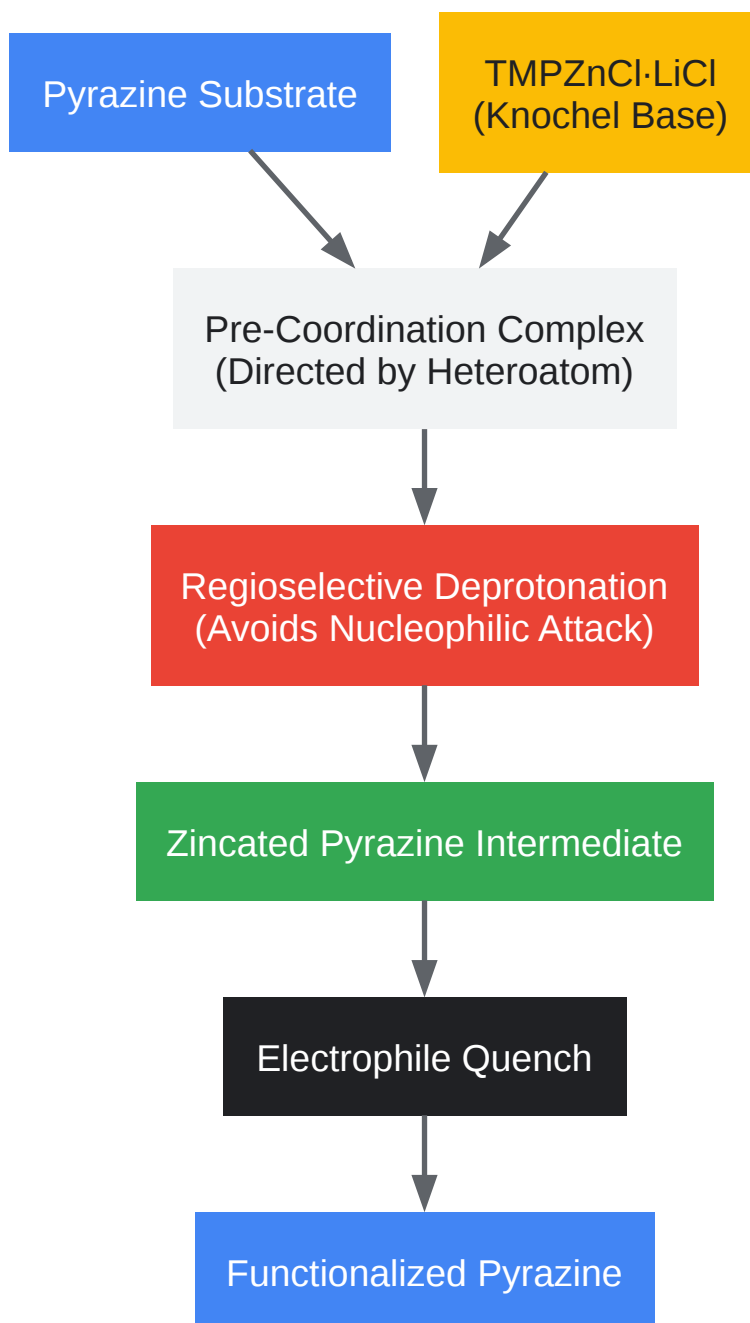 Pyrazine Substrate
TMPZnCl·LiCl
(Knochel Base)
Pre-Coordination Complex
(Directed by Heteroatom)
Regioselective Deprotonation
(Avoids Nucleophilic Attack)
Zincated Pyrazine Intermediate
Electrophile Quench
Functionalized Pyrazine